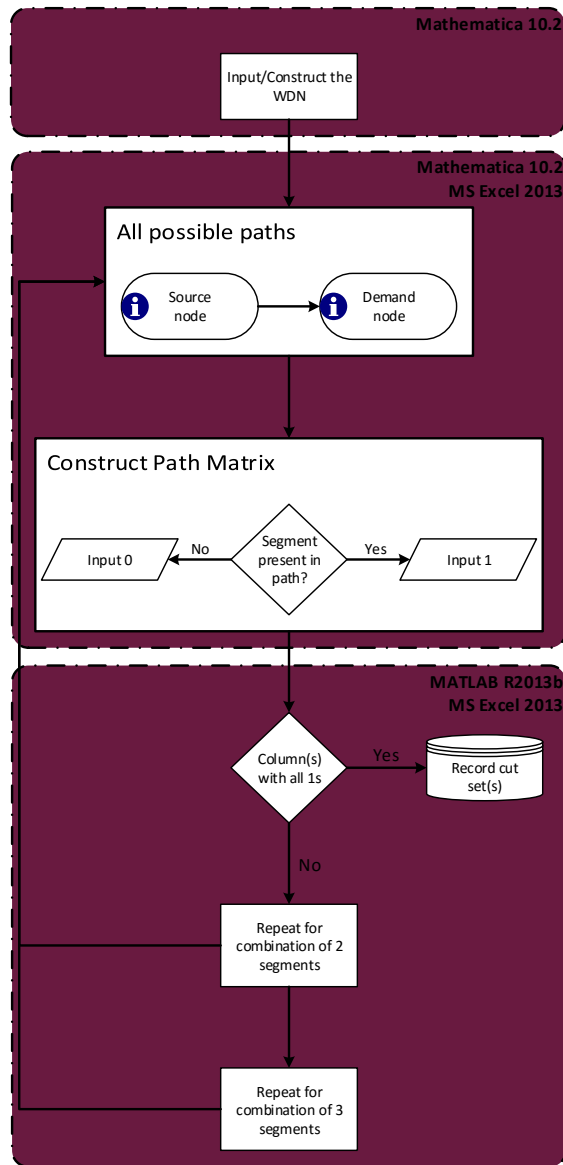 Mathematica 10.2
Input/Construct the
WDN
Mathematica 10.2
MS Excel 2013
All possible paths
i
Source
node
i
Demand
node
Construct Path Matrix
Input 0
No
Segment
present in
path?
Yes
Input 1
MATLAB R2013b
MS Excel 2013
Column(s)
with all 1s
Yes
Record cut
set(s)
No
Repeat for
combination of 2
segments
Repeat for
combination of 3
segments